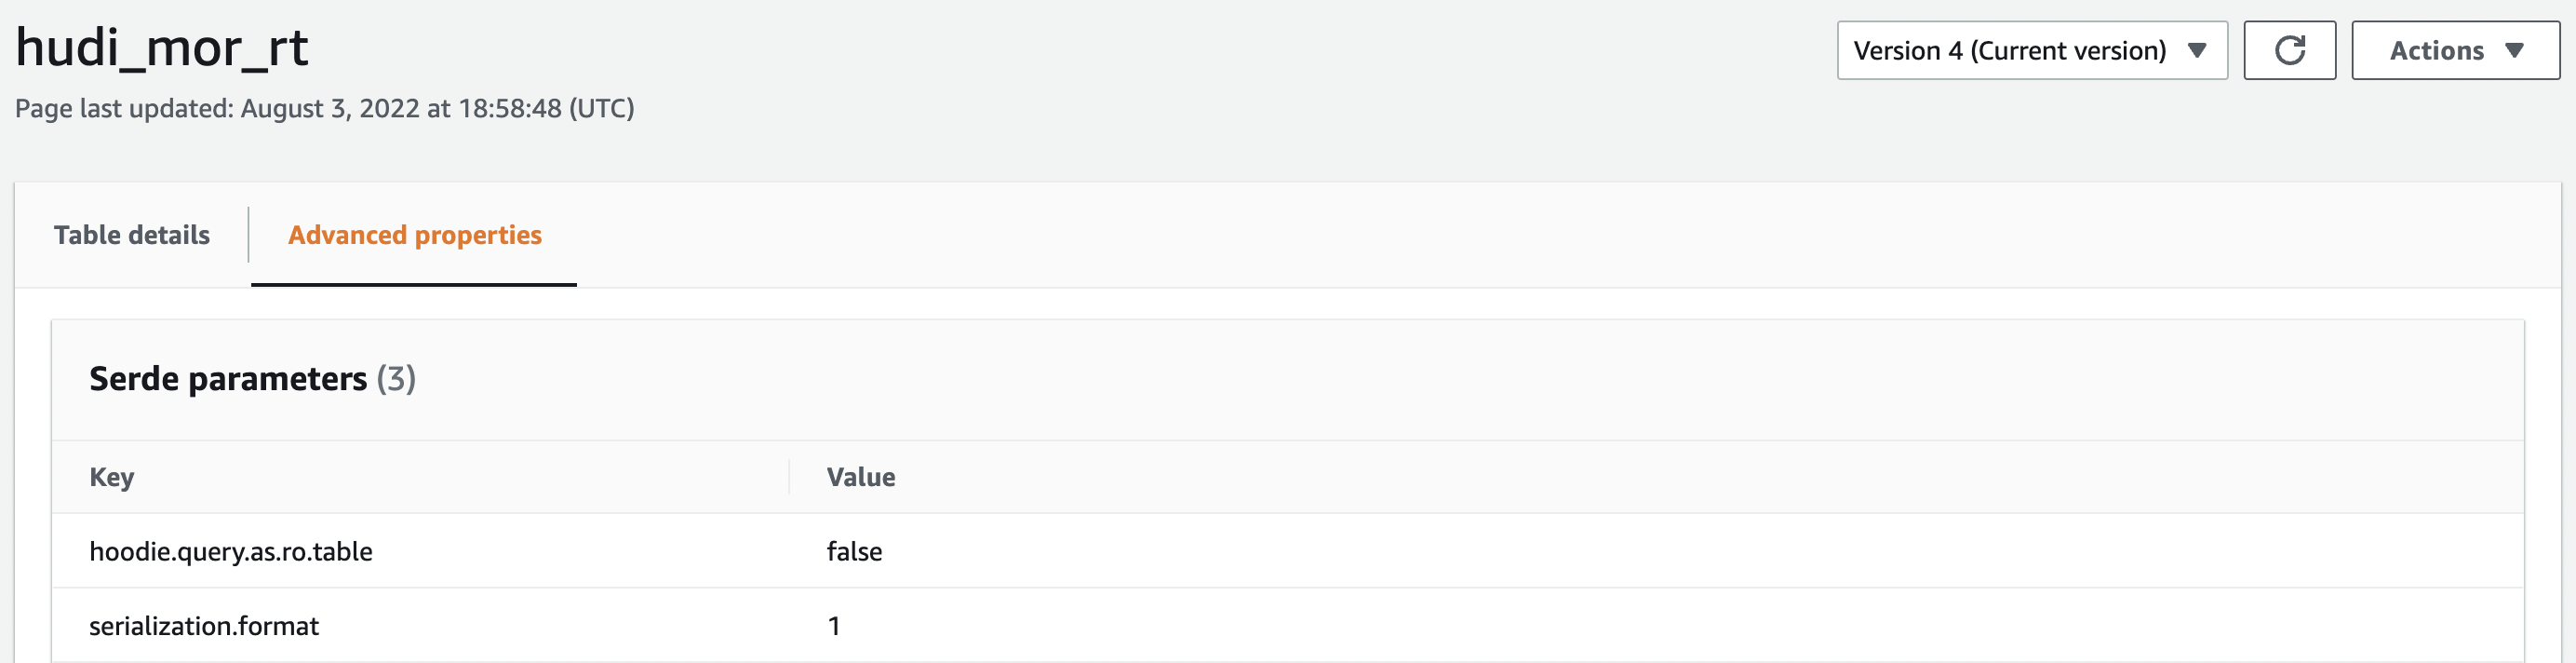 hudi_mor_rt
Version 4 (Current version)
Actions
Page last updated: August 3, 2022 at 18:58:48 (UTC)
Table details
Advanced properties
Serde parameters (3)
Key Value
hoodie.query.as.ro.table false
serialization.format 1